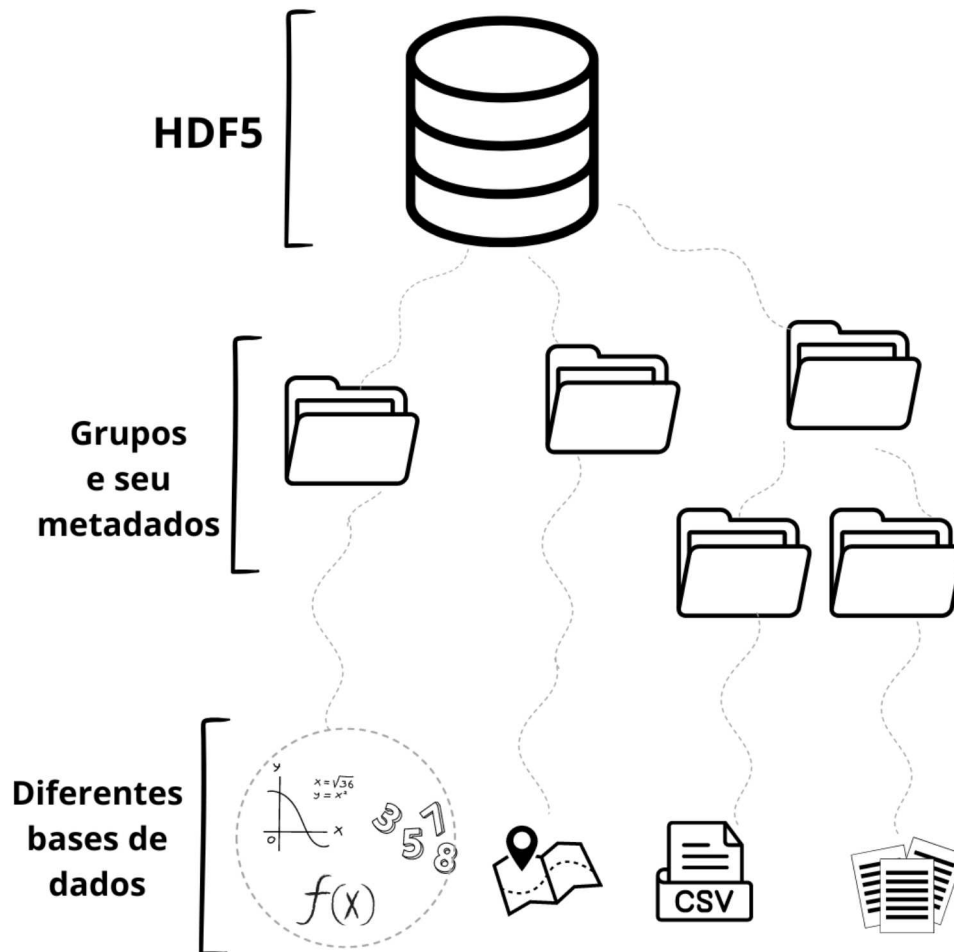 HDF5
Grupos
e seu
metadados
Diferentes
bases de
dados
y
x = √36
y = x²
x
0
3
7
5
8
f(x)
CSV